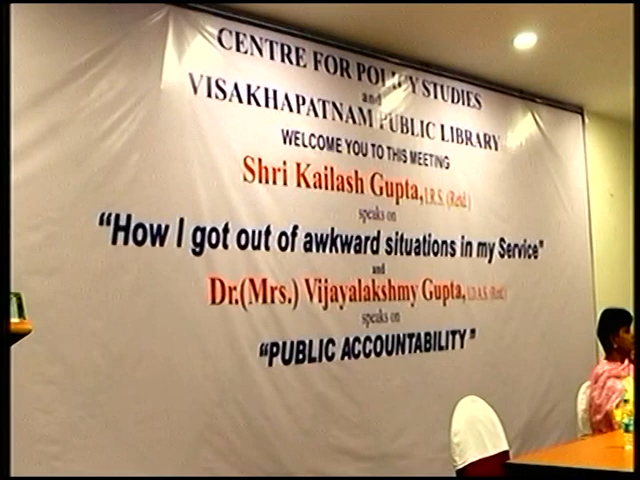 CENTRE FOR POLICY STUDIES
and
VISAKHAPATNAM PUBLIC LIBRARY
WELCOME YOU TO THIS MEETING
Shri Kailash Gupta, I.R.S. (Retd.)
speaks on
“How I got out of awkward situations in my Service”
and
Dr.(Mrs.) Vijayalakshmy Gupta, I.D.A.S. (Retd.)
speaks on
“PUBLIC ACCOUNTABILITY”